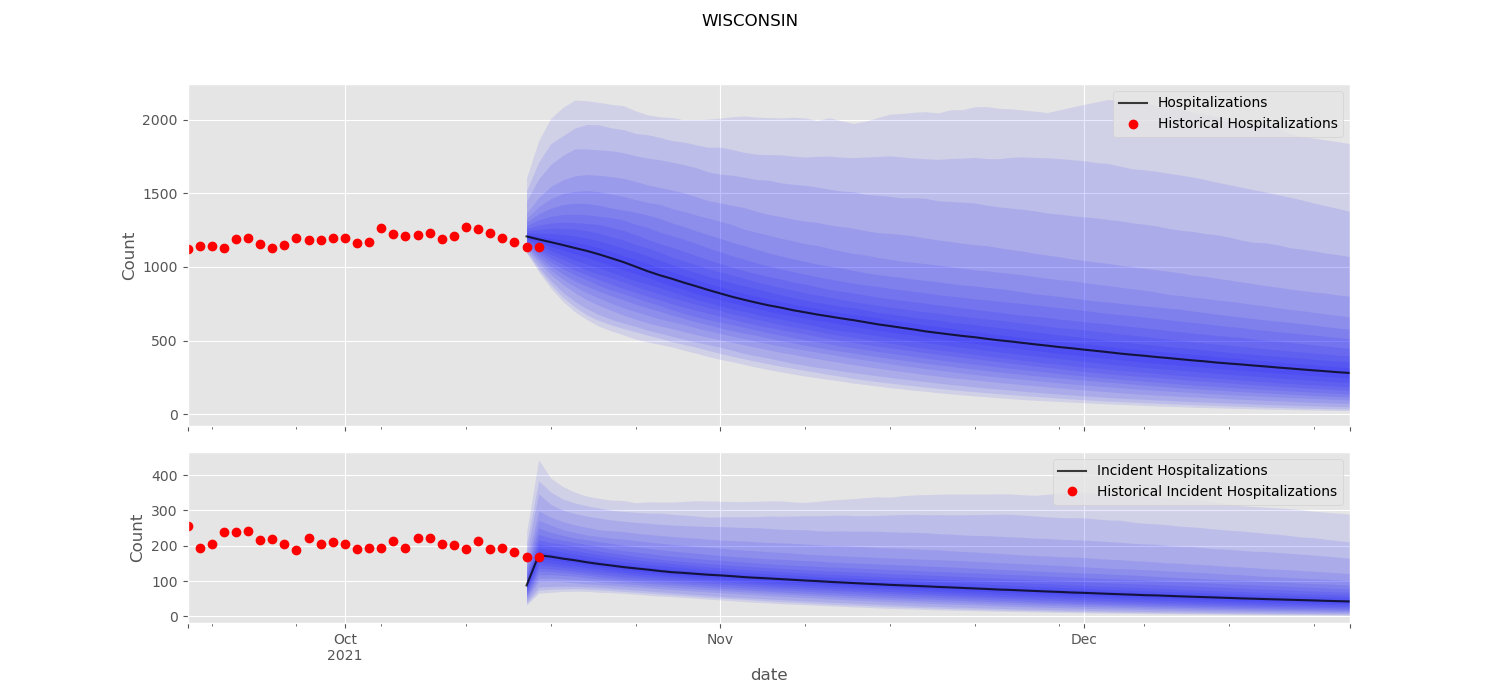 WISCONSIN
Hospitalizations
Historical Hospitalizations
2000
1500
1000
500
0
Count
Incident Hospitalizations
Historical Incident Hospitalizations
400
300
200
100
0
Count
Oct
2021
Nov
Dec
date